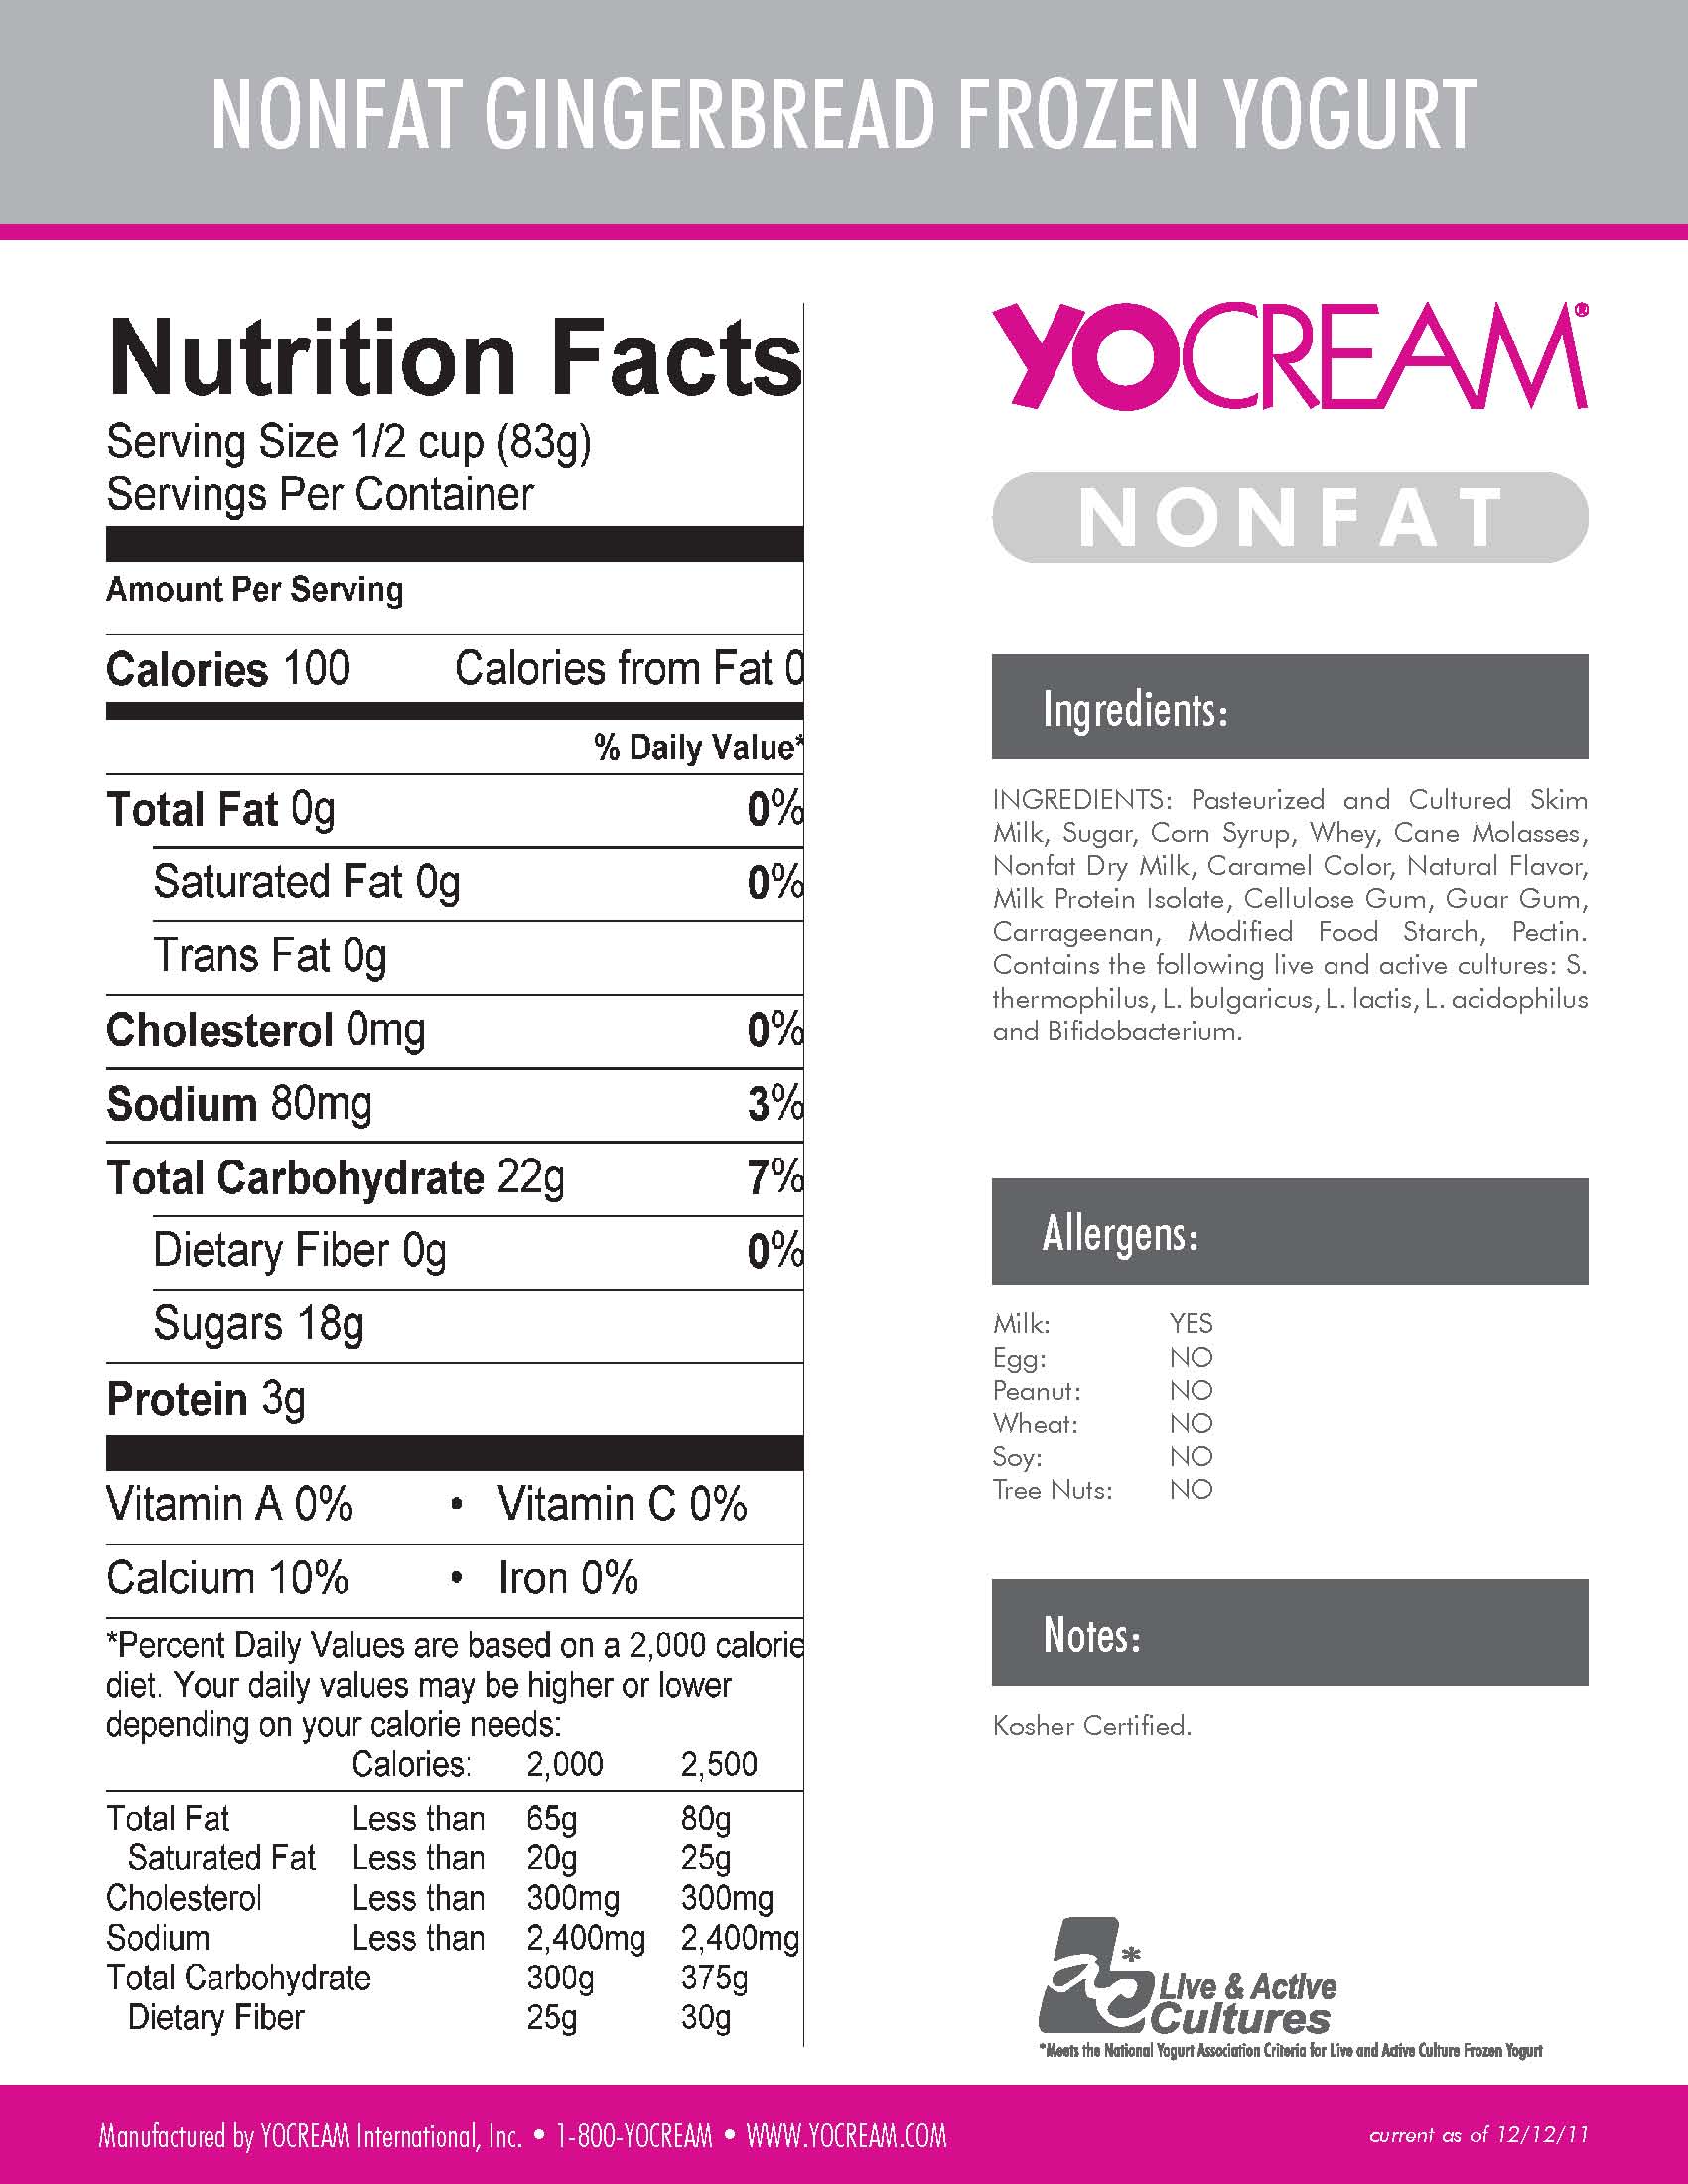 NONFAT GINGERBREAD FROZEN YOGURT
Nutrition Facts
Serving Size 1/2 cup (83g)
Servings Per Container
Amount Per Serving
Calories 100 Calories from Fat 0
% Daily Value*
Total Fat 0g 0%
Saturated Fat 0g 0%
Trans Fat 0g
Cholesterol 0mg 0%
Sodium 80mg 3%
Total Carbohydrate 22g 7%
Dietary Fiber 0g 0%
Sugars 18g
Protein 3g
Vitamin A 0% • Vitamin C 0%
Calcium 10% • Iron 0%
*Percent Daily Values are based on a 2,000 calorie
diet. Your daily values may be higher or lower
depending on your calorie needs:
Calories: 2,000 2,500
Total Fat Less than 65g 80g
Saturated Fat Less than 20g 25g
Cholesterol Less than 300mg 300mg
Sodium Less than 2,400mg 2,400mg
Total Carbohydrate 300g 375g
Dietary Fiber 25g 30g
YOCREAM®
NONFAT
Ingredients:
INGREDIENTS: Pasteurized and Cultured Skim
Milk, Sugar, Corn Syrup, Whey, Cane Molasses,
Nonfat Dry Milk, Caramel Color, Natural Flavor,
Milk Protein Isolate, Cellulose Gum, Guar Gum,
Carrageenan, Modified Food Starch, Pectin.
Contains the following live and active cultures: S.
thermophilus, L. bulgaricus, L. lactis, L. acidophilus
and Bifidobacterium.
Allergens:
Milk: YES
Egg: NO
Peanut: NO
Wheat: NO
Soy: NO
Tree Nuts: NO
Notes:
Kosher Certified.
ac*
Live & Active
Cultures
*Meets the National Yogurt Association Criteria for Live and Active Culture Frozen Yogurt
Manufactured by YOCREAM International, Inc. • 1-800-YOCREAM • WWW.YOCREAM.COM
current as of 12/12/11